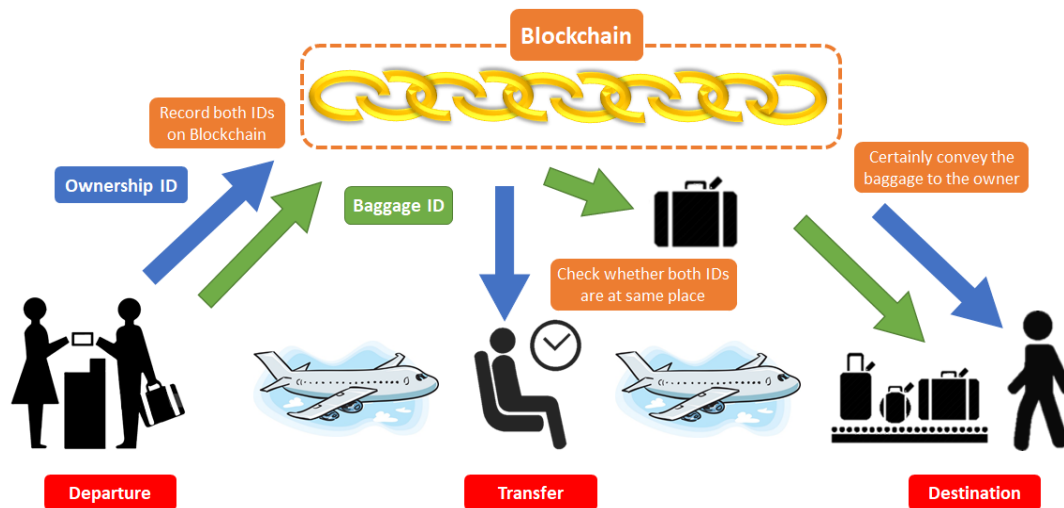 Blockchain
Record both IDs
on Blockchain
Ownership ID
Baggage ID
Certainly convey the
baggage to the owner
Check whether both IDs
are at same place
Departure
Transfer
Destination